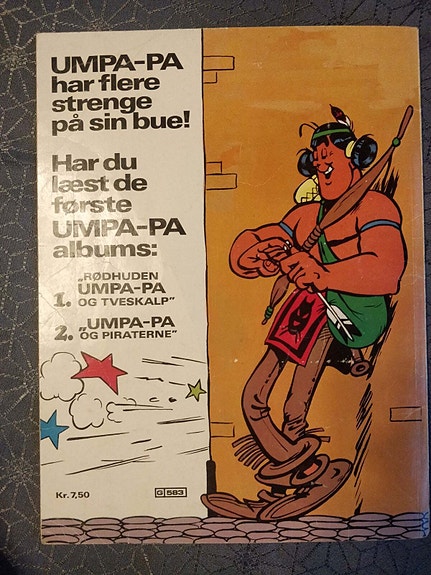 UMPA-PA
har flere
strenge
på sin bue!
Har du
læst de
første
UMPA-PA
albums:
„RØDHUDEN
1. UMPA-PA
OG TVESKALP”
2. „UMPA-PA
OG PIRATERNE”
Kr. 7,50
G 583